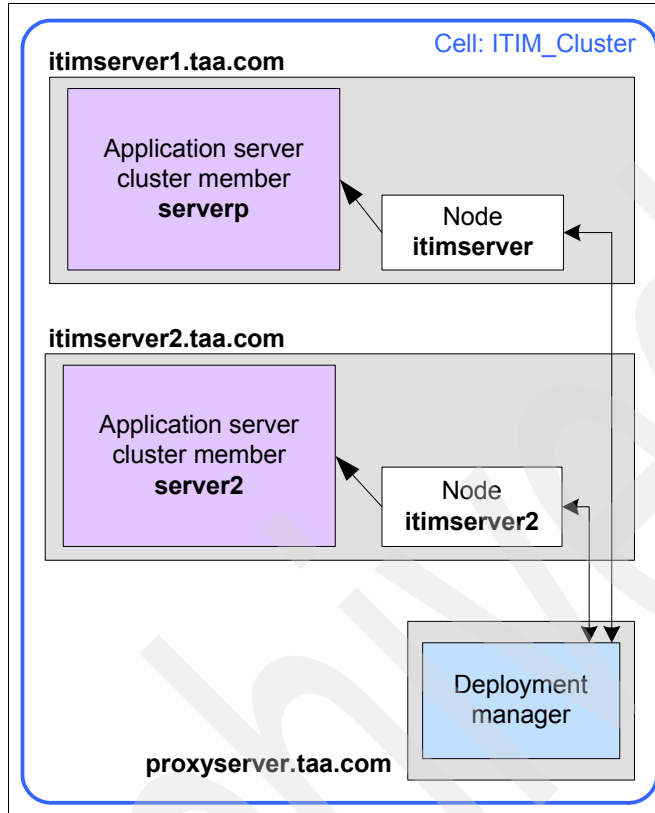 Cell: ITIM_Cluster
itimserver1.taa.com
Application server
cluster member
serverp
Node
itimserver
itimserver2.taa.com
Application server
cluster member
server2
Node
itimserver2
Deployment
manager
proxyserver.taa.com